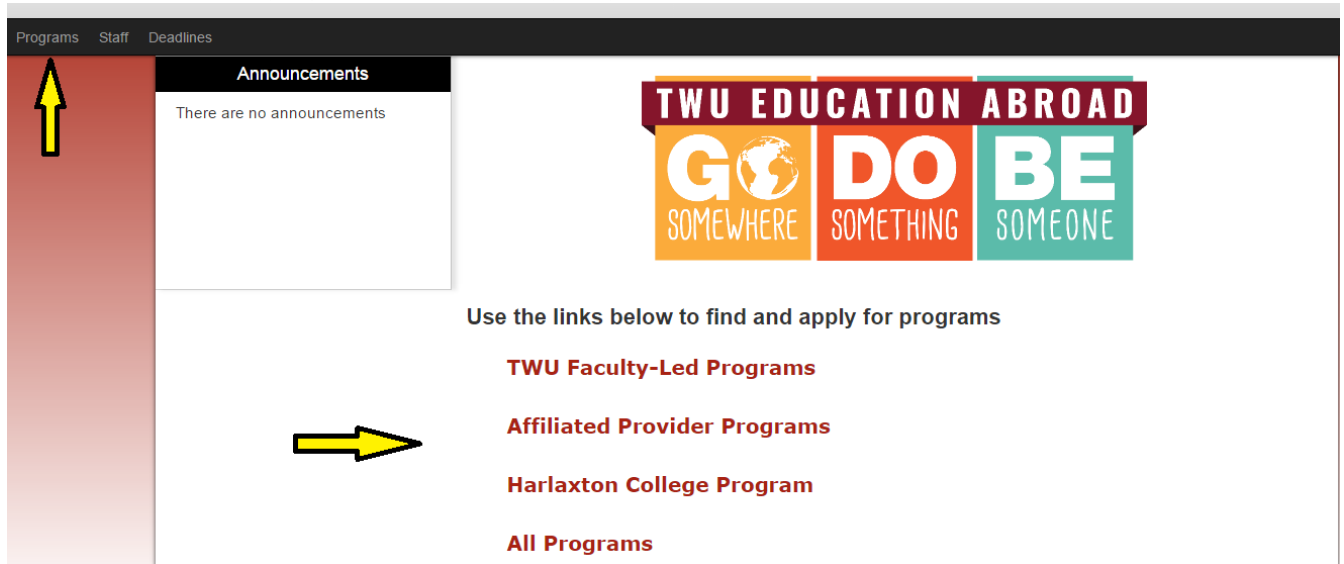 Programs Staff Deadlines
Announcements
There are no announcements
TWU EDUCATION ABROAD
GO DO BE
SOMEWHERE SOMETHING SOMEONE
Use the links below to find and apply for programs
TWU Faculty-Led Programs
Affiliated Provider Programs
Harlaxton College Program
All Programs